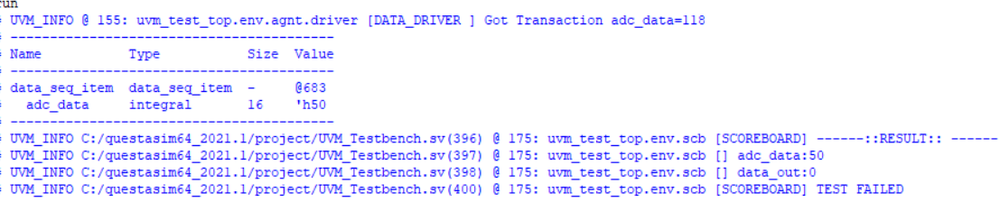 run
# UVM_INFO @ 155: uvm_test_top.env.agnt.driver [DATA_DRIVER ] Got Transaction adc_data=118
# ----------------------------------------
# Name            Type            Size  Value
# ----------------------------------------
# data_seq_item  data_seq_item  -     @683
#   adc_data      integral        16    'h50
# ----------------------------------------
# UVM_INFO C:/questasim64_2021.1/project/UVM_Testbench.sv(396) @ 175: uvm_test_top.env.scb [SCOREBOARD] ------::RESULT:: ------
# UVM_INFO C:/questasim64_2021.1/project/UVM_Testbench.sv(397) @ 175: uvm_test_top.env.scb [] adc_data:50
# UVM_INFO C:/questasim64_2021.1/project/UVM_Testbench.sv(398) @ 175: uvm_test_top.env.scb [] data_out:0
# UVM_INFO C:/questasim64_2021.1/project/UVM_Testbench.sv(400) @ 175: uvm_test_top.env.scb [SCOREBOARD] TEST FAILED